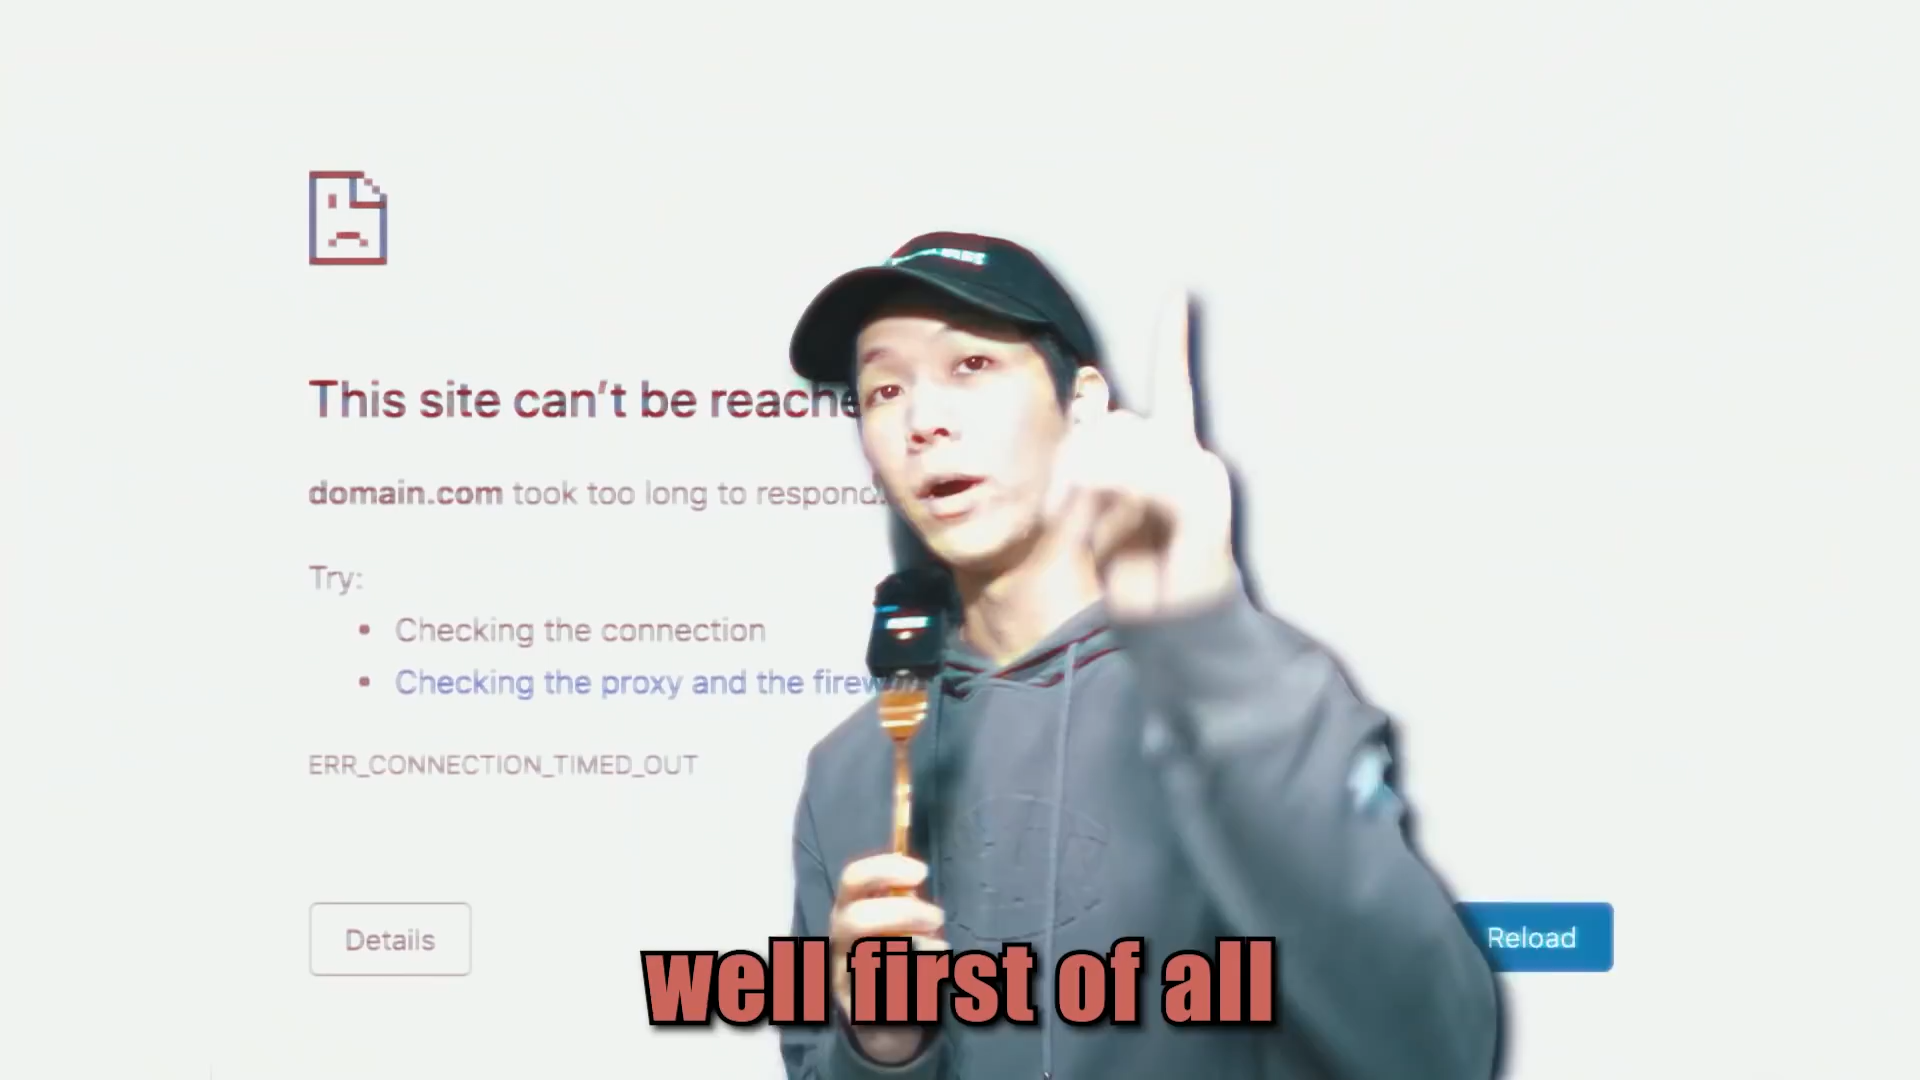 This site can't be reache
domain.com took too long to respond.
Try:
Checking the connection
Checking the proxy and the firew
ERR_CONNECTION_TIMED_OUT
Details
Reload
well first of all